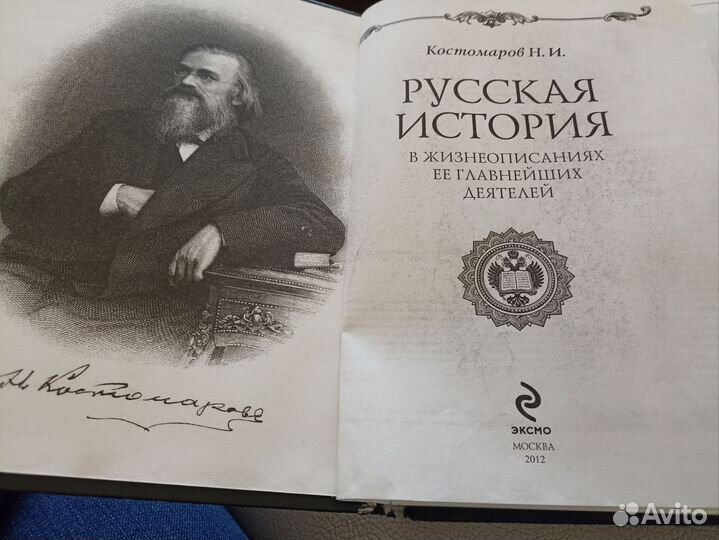 Н. Костомаровъ
Костомаров Н. И.
РУССКАЯ
ИСТОРИЯ
В ЖИЗНЕОПИСАНИЯХ
ЕЕ ГЛАВНЕЙШИХ
ДЕЯТЕЛЕЙ
ЭКСМО
МОСКВА
2012
Avito